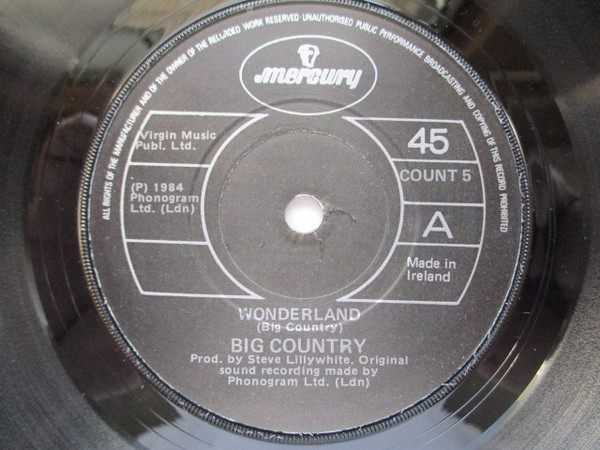 ALL RIGHTS OF THE MANUFACTURER AND OF THE OWNER OF THE RECORDED WORK RESERVED UNAUTHORISED PUBLIC PERFORMANCE BROADCASTING AND COPYING OF THIS RECORD PROHIBITED
mercury
Virgin Music
Publ. Ltd.
(P) 1984
Phonogram
Ltd. (Ldn)
45
COUNT 5
A
Made in
Ireland
WONDERLAND
(Big Country)
BIG COUNTRY
Prod. by Steve Lillywhite. Original
sound recording made by
Phonogram Ltd. (Ldn)